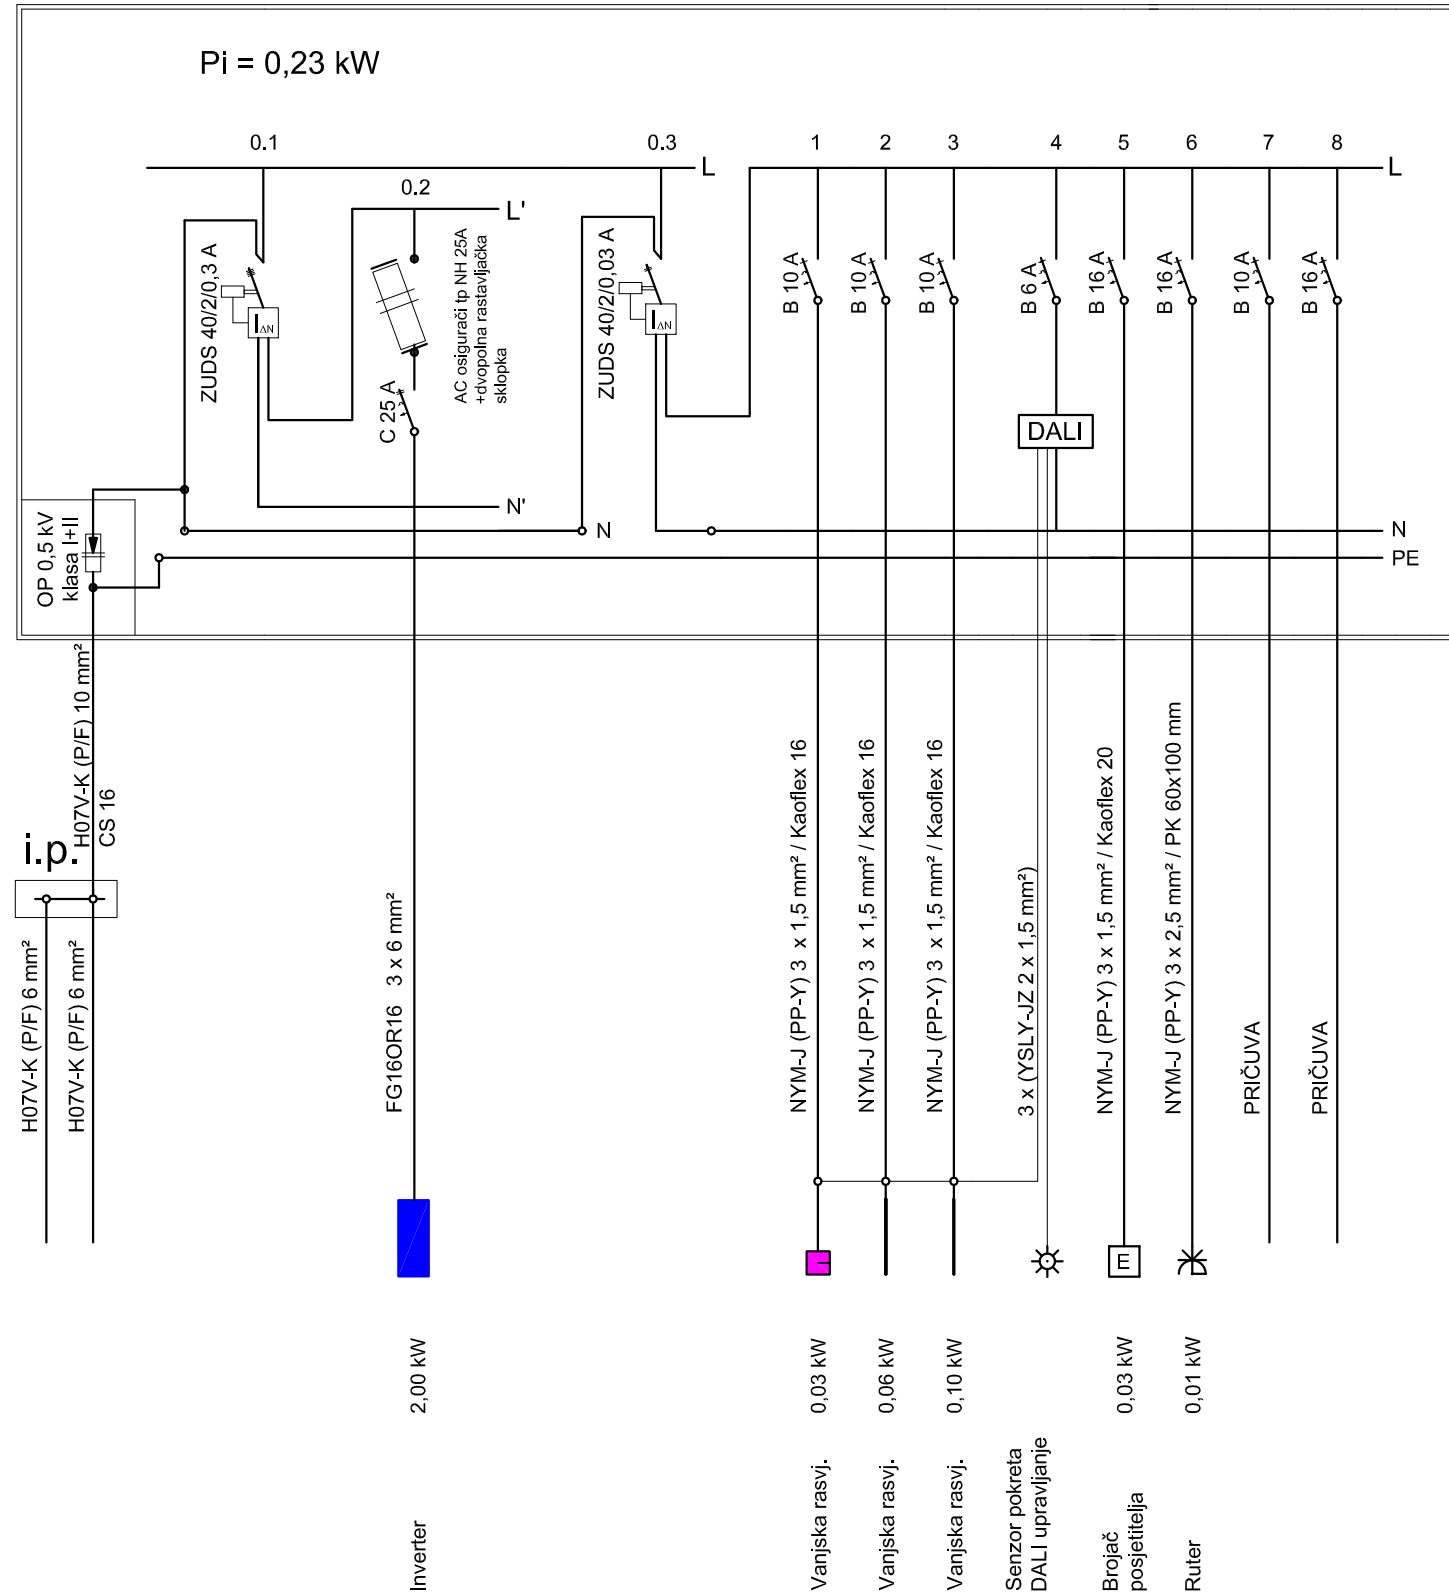 Pi = 0,23 kW
0.1
0.3
1
2
3
4
5
6
7
8
L
L
0.2
L'
ZUDS 40/2/0,3 A
I ΔN
AC osigurači tp NH 25A
+dvopolna rastavljačka
sklopka
C 25 A
ZUDS 40/2/0,03 A
I ΔN
B 10 A
B 10 A
B 10 A
B 6 A
B 16 A
B 16 A
B 10 A
B 16 A
DALI
N'
N
N
PE
OP 0,5 kV
klasa I+II
H07V-K (P/F) 10 mm²
CS 16
i.p.
H07V-K (P/F) 6 mm²
H07V-K (P/F) 6 mm²
FG16OR16 3 x 6 mm²
NYM-J (PP-Y) 3 x 1,5 mm² / Kaoflex 16
NYM-J (PP-Y) 3 x 1,5 mm² / Kaoflex 16
NYM-J (PP-Y) 3 x 1,5 mm² / Kaoflex 16
3 x (YSLY-JZ 2 x 1,5 mm²)
NYM-J (PP-Y) 3 x 1,5 mm² / Kaoflex 20
NYM-J (PP-Y) 3 x 2,5 mm² / PK 60x100 mm
PRIČUVA
PRIČUVA
E
2,00 kW
0,03 kW
0,06 kW
0,10 kW
0,03 kW
0,01 kW
Inverter
Vanjska rasvj.
Vanjska rasvj.
Vanjska rasvj.
Senzor pokreta
DALI upravljanje
Brojač
posjetitelja
Ruter